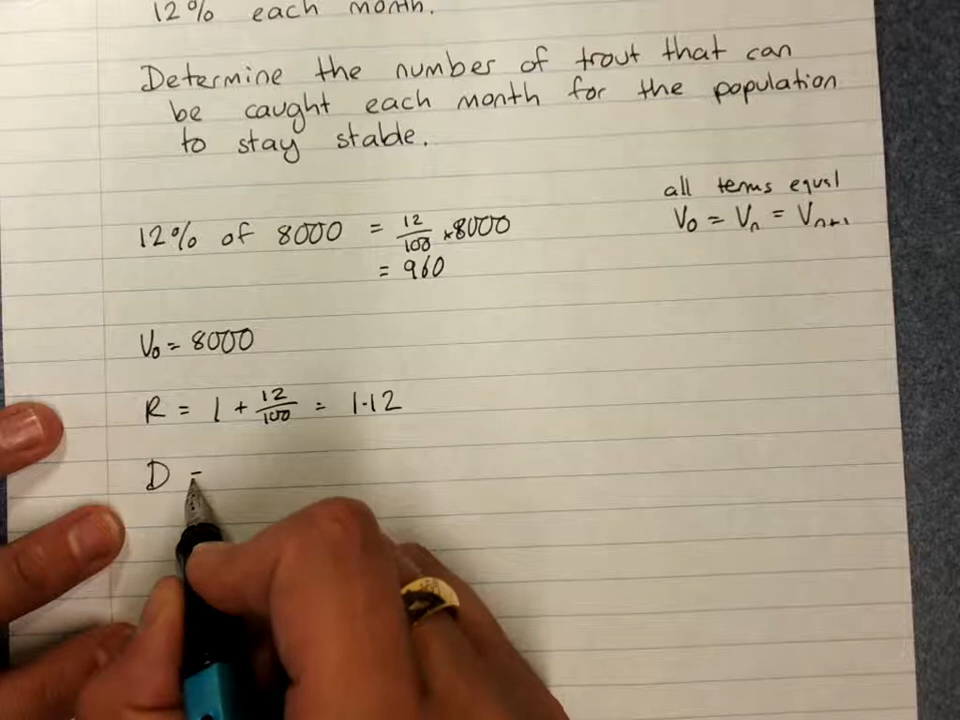 12% each month.
Determine the number of trout that can
be caught each month for the population
to stay stable.
all terms equal
V₀ = Vₙ = Vₙ₊₁
12% of 8000 = 12/100 × 8000
= 960
V₀ = 8000
R = 1 + 12/100 = 1·12
D =